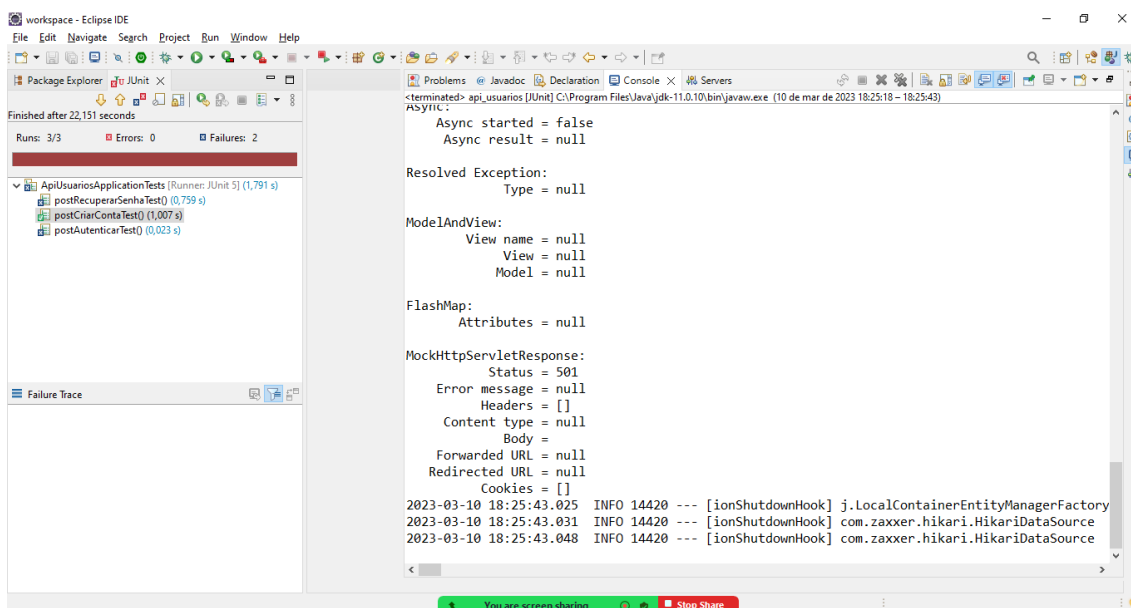 workspace - Eclipse IDE
File Edit Navigate Search Project Run Window Help
Package Explorer JUnit
Problems @ Javadoc Declaration Console Servers
<terminated> api_usuarios [JUnit] C:\Program Files\Java\jdk-11.0.10\bin\javaw.exe (10 de mar de 2023 18:25:18 – 18:25:43)
Finished after 22,151 seconds
Runs: 3/3 Errors: 0 Failures: 2
ApiUsuariosApplicationTests [Runner: JUnit 5] (1,791 s)
postRecuperarSenhaTest() (0,759 s)
postCriarContaTest() (1,007 s)
postAutenticarTest() (0,023 s)
Failure Trace
Async:
Async started = false
Async result = null
Resolved Exception:
Type = null
ModelAndView:
View name = null
View = null
Model = null
FlashMap:
Attributes = null
MockHttpServletResponse:
Status = 501
Error message = null
Headers = []
Content type = null
Body =
Forwarded URL = null
Redirected URL = null
Cookies = []
2023-03-10 18:25:43.025 INFO 14420 --- [ionShutdownHook] j.LocalContainerEntityManagerFactory
2023-03-10 18:25:43.031 INFO 14420 --- [ionShutdownHook] com.zaxxer.hikari.HikariDataSource
2023-03-10 18:25:43.048 INFO 14420 --- [ionShutdownHook] com.zaxxer.hikari.HikariDataSource
You are screen sharing Stop Share